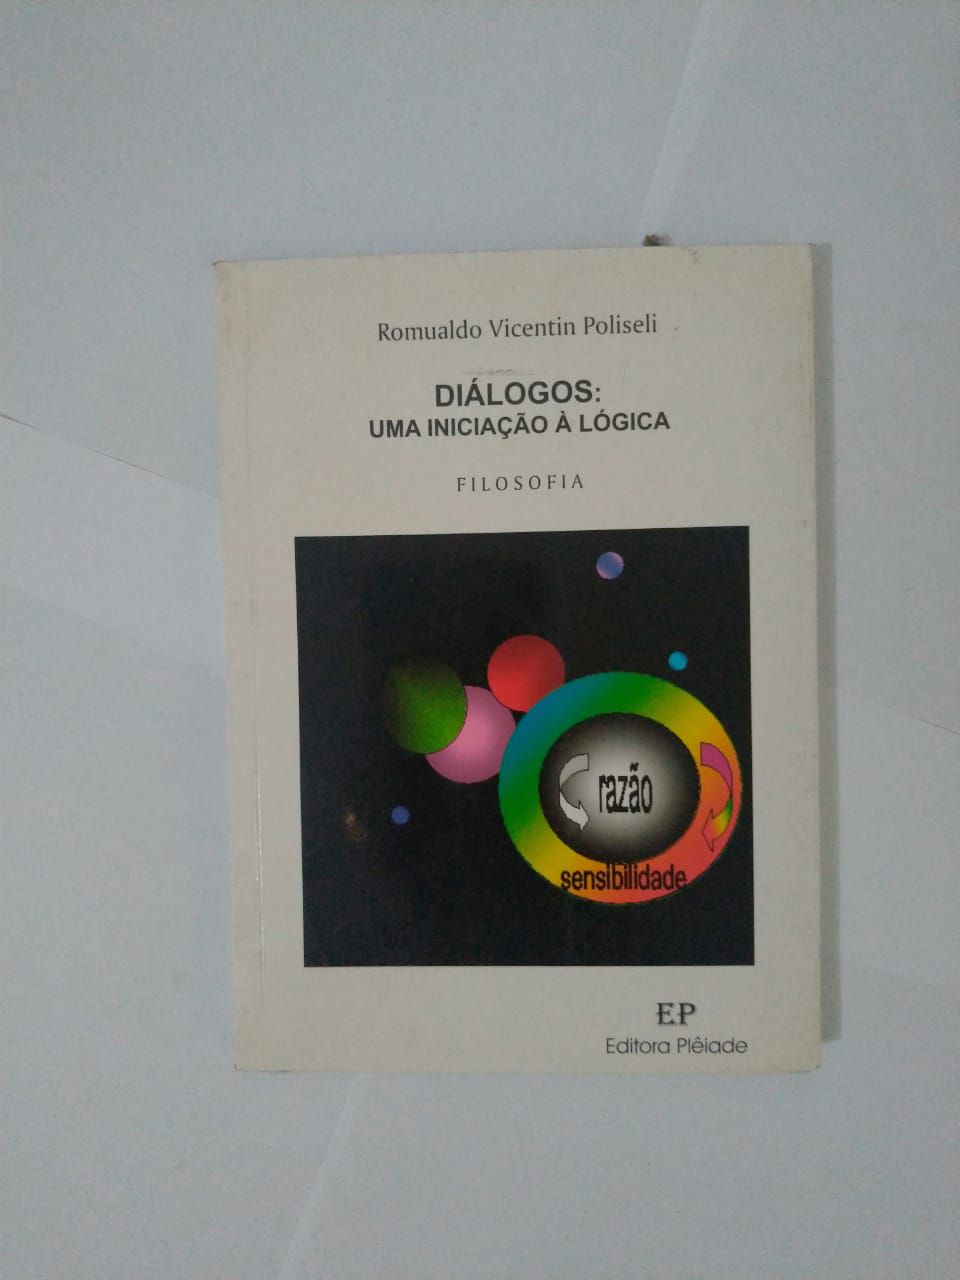 Romualdo Vicentin Poliseli
DIÁLOGOS:
UMA INICIAÇÃO À LÓGICA
FILOSOFIA
razão
sensibilidade
EP
Editora Plêiade